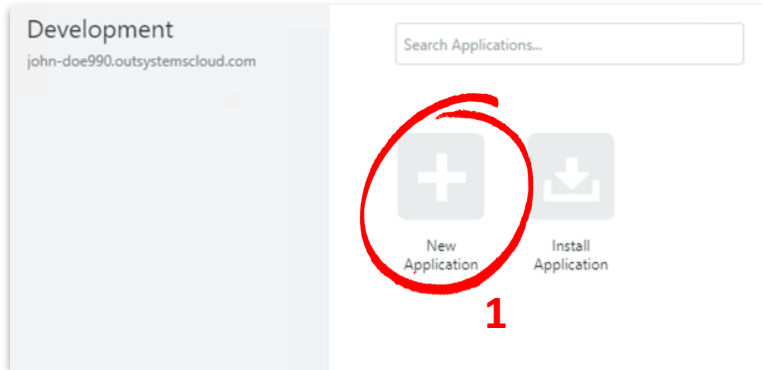 Development
john-doe990.outsystemscloud.com
Search Applications...
New
Application
Install
Application
1